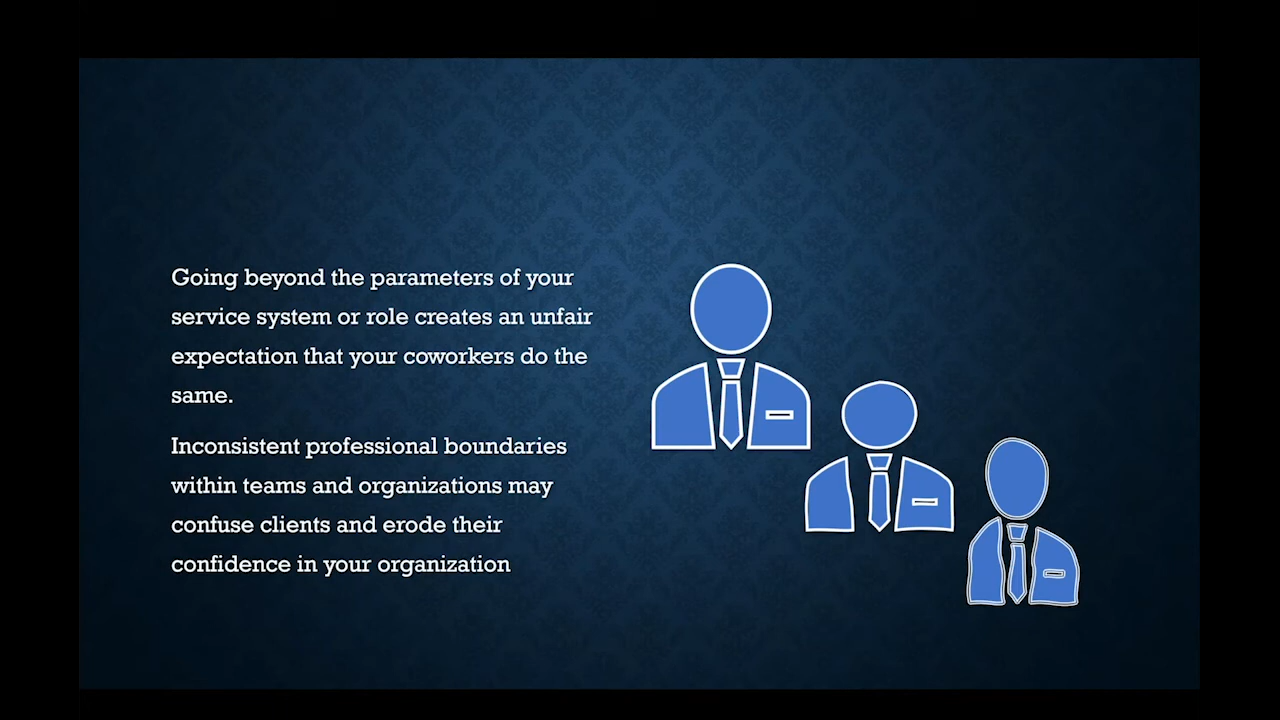 Going beyond the parameters of your
service system or role creates an unfair
expectation that your coworkers do the
same.
Inconsistent professional boundaries
within teams and organizations may
confuse clients and erode their
confidence in your organization